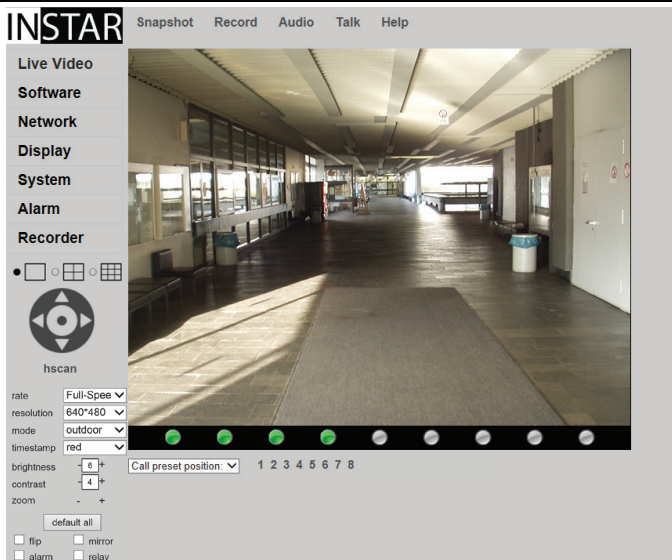 INSTAR
Snapshot Record Audio Talk Help
Live Video
Software
Network
Display
System
Alarm
Recorder
hscan
rate Full-Spee
resolution 640*480
mode outdoor
timestamp red
brightness - 6 +
contrast - 4 +
zoom - +
default all
flip mirror
alarm relay
Call preset position: 1 2 3 4 5 6 7 8